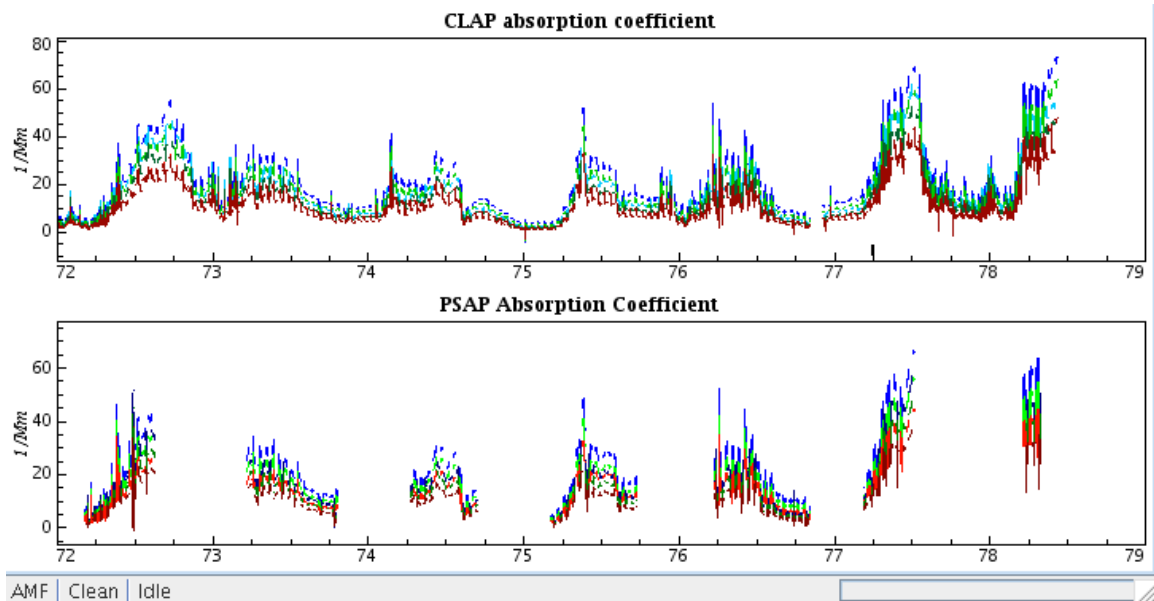 CLAP absorption coefficient
80
60
40
20
0
1/Mm
72 73 74 75 76 77 78 79
PSAP Absorption Coefficient
60
40
20
0
1/Mm
72 73 74 75 76 77 78 79
AMF Clean Idle